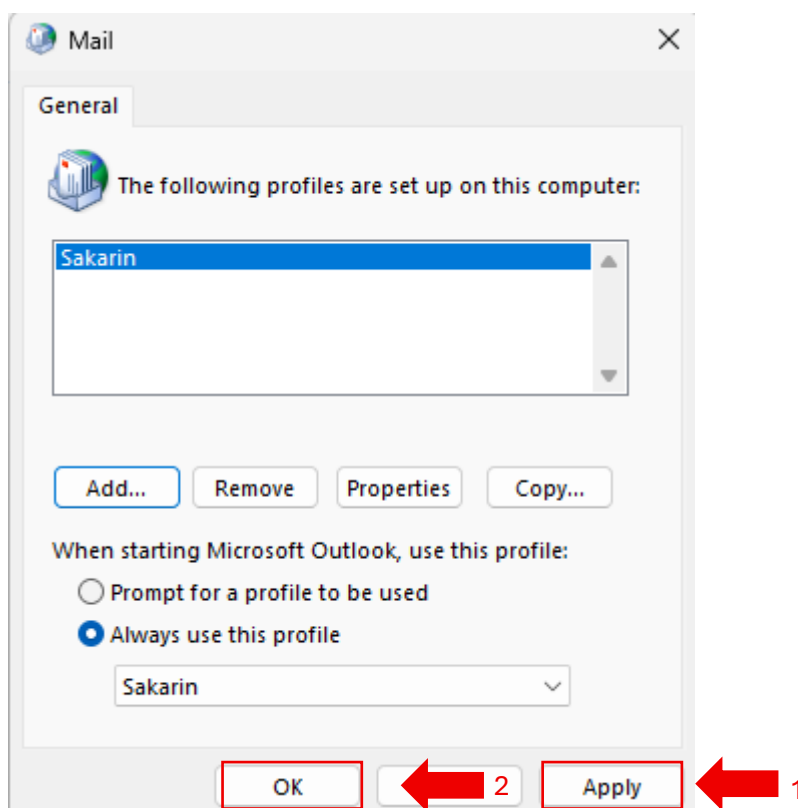 Mail
General
The following profiles are set up on this computer:
Sakarin
Add... Remove Properties Copy...
When starting Microsoft Outlook, use this profile:
Prompt for a profile to be used
Always use this profile
Sakarin
OK 2 Apply 1